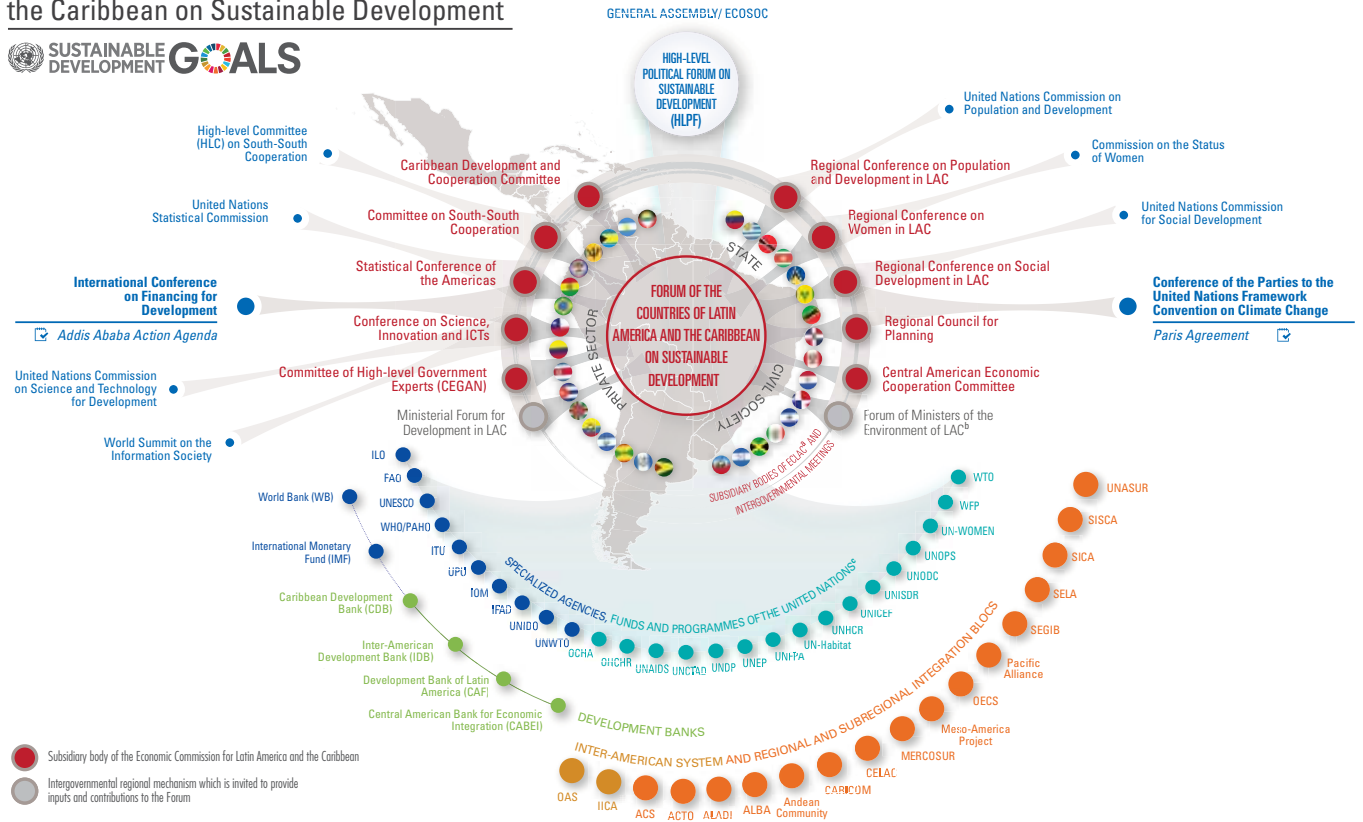 the Caribbean on Sustainable Development
SUSTAINABLE
DEVELOPMENT
GOALS
GENERAL ASSEMBLY/ ECOSOC
HIGH-LEVEL
POLITICAL FORUM ON
SUSTAINABLE
DEVELOPMENT
(HLPF)
High-level Committee
(HLC) on South-South
Cooperation
United Nations
Statistical Commission
International Conference
on Financing for
Development
Addis Ababa Action Agenda
United Nations Commission
on Science and Technology
for Development
World Summit on the
Information Society
Caribbean Development and
Cooperation Committee
Committee on South-South
Cooperation
Statistical Conference of
the Americas
Conference on Science,
Innovation and ICTs
Committee of High-level Government
Experts (CEGAN)
Ministerial Forum for
Development in LAC
PRIVATE SECTOR
STATE
CIVIL SOCIETY
FORUM OF THE
COUNTRIES OF LATIN
AMERICA AND THE CARIBBEAN
ON SUSTAINABLE
DEVELOPMENT
Regional Conference on Population
and Development in LAC
Regional Conference on
Women in LAC
Regional Conference on Social
Development in LAC
Regional Council for
Planning
Central American Economic
Cooperation Committee
Forum of Ministers of the
Environment of LACb
United Nations Commission on
Population and Development
Commission on the Status
of Women
United Nations Commission
for Social Development
Conference of the Parties to the
United Nations Framework
Convention on Climate Change
Paris Agreement
SUBSIDIARY BODIES OF ECLACa AND
INTERGOVERNMENTAL MEETINGS
ILO
FAO
UNESCO
WHO/PAHO
ITU
UPU
IOM
IFAD
UNIDO
UNWTO
OCHA
OHCHR
UNAIDS
UNCTAD
UNDP
UNEP
UNFPA
UN-Habitat
UNHCR
UNICEF
UNISDR
UNODC
UNOPS
UN-WOMEN
WFP
WTO
SPECIALIZED AGENCIES, FUNDS AND PROGRAMMES OF THE UNITED NATIONSc
World Bank (WB)
International Monetary
Fund (IMF)
Caribbean Development
Bank (CDB)
Inter-American
Development Bank (IDB)
Development Bank of Latin
America (CAF)
Central American Bank for Economic
Integration (CABEI)
DEVELOPMENT BANKS
INTER-AMERICAN SYSTEM AND REGIONAL AND SUBREGIONAL INTEGRATION BLOCS
OAS
IICA
ACS
ACTO
ALADI
ALBA
Andean
Community
CARICOM
CELAC
MERCOSUR
Meso-America
Project
OECS
Pacific
Alliance
SEGIB
SELA
SICA
SISCA
UNASUR
Subsidiary body of the Economic Commission for Latin America and the Caribbean
Intergovernmental regional mechanism which is invited to provide
inputs and contributions to the Forum